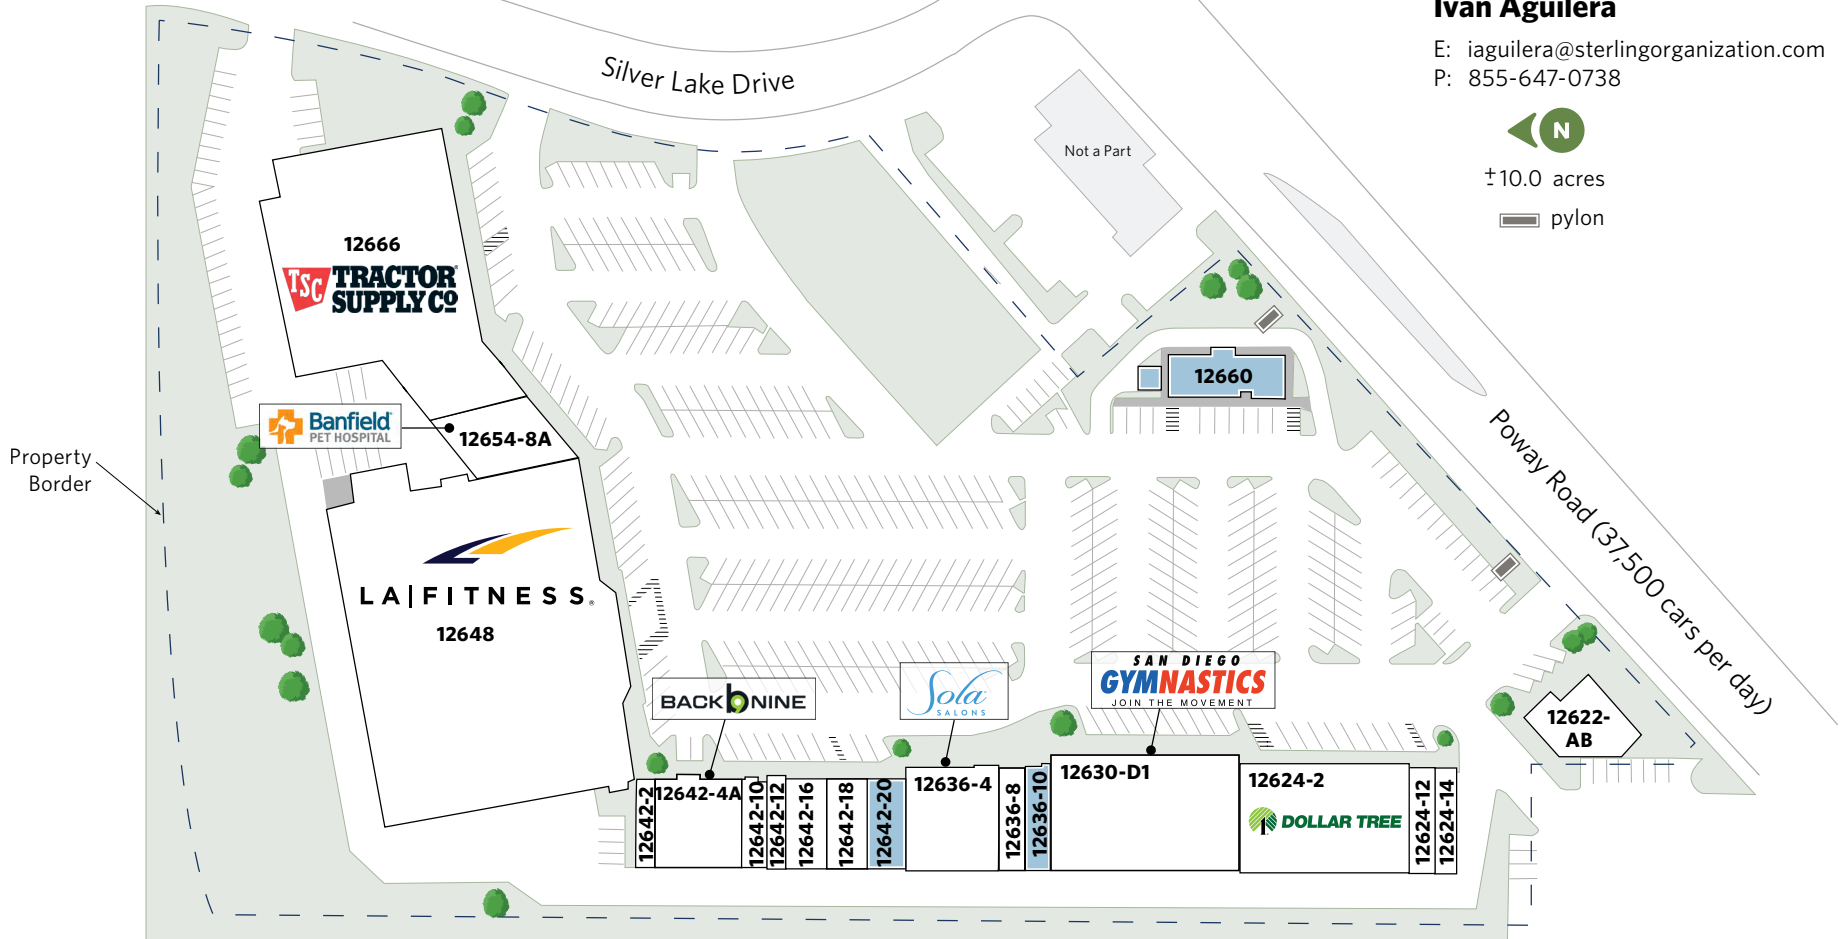 Ivan Aguilera
E: iaguilera@sterlingorganization.com
P: 855-647-0738
N
±10.0 acres
pylon
Silver Lake Drive
Not a Part
12666
TSC TRACTOR
SUPPLY CO
12660
Banfield
PET HOSPITAL
12654-8A
Property
Border
Poway Road (37,500 cars per day)
LA|FITNESS®
12648
BACK NINE
Sola
SALONS
SAN DIEGO
GYMNASTICS
JOIN THE MOVEMENT
12622-
AB
12642-2
12642-4A
12642-10
12642-12
12642-16
12642-18
12642-20
12636-4
12636-8
12636-10
12630-D1
12624-2
DOLLAR TREE
12624-12
12624-14